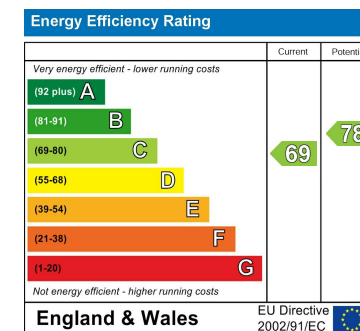 Energy Efficiency Rating
Current
Potenti
Very energy efficient - lower running costs
(92 plus) A
(81-91) B
(69-80) C
(55-68) D
(39-54) E
(21-38) F
(1-20) G
69
78
Not energy efficient - higher running costs
England & Wales
EU Directive
2002/91/EC